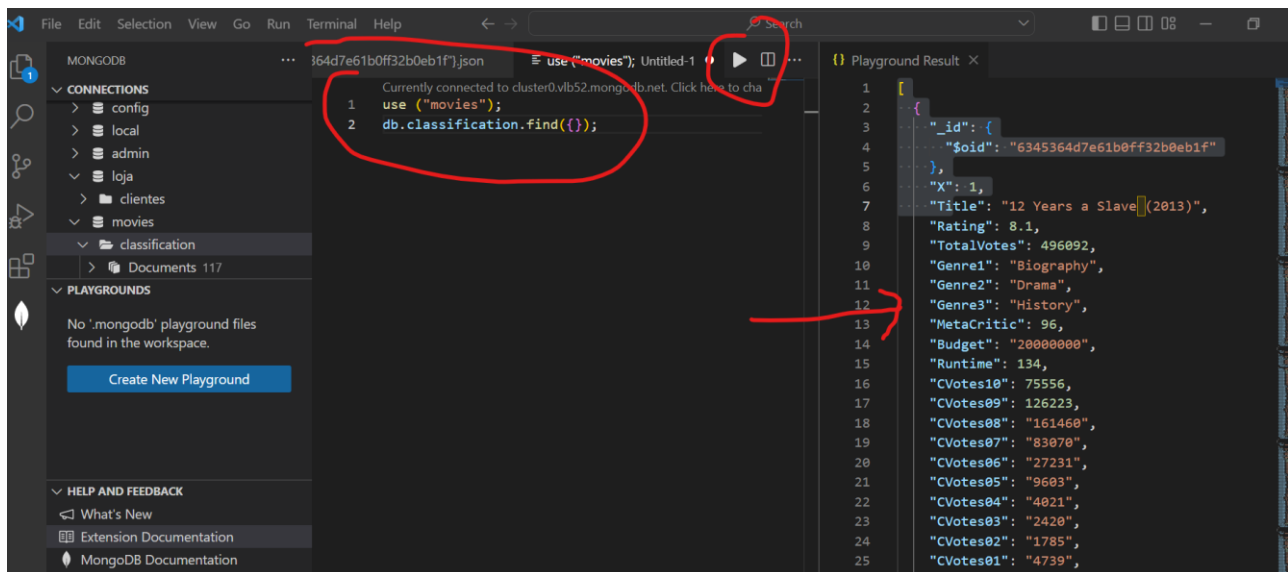 File Edit Selection View Go Run Terminal Help
Search
MONGODB
CONNECTIONS
config
local
admin
loja
clientes
movies
classification
Documents 117
PLAYGROUNDS
No '.mongodb' playground files
found in the workspace.
Create New Playground
HELP AND FEEDBACK
What's New
Extension Documentation
MongoDB Documentation
1
364d7e61b0ff32b0eb1f"}.json
use ("movies"); Untitled-1
Currently connected to cluster0.vlb52.mongodb.net. Click here to cha
1 use ("movies");
2 db.classification.find({});
{} Playground Result
1 [
2 {
3 "_id": {
4 "$oid": "6345364d7e61b0ff32b0eb1f"
5 },
6 "X": 1,
7 "Title": "12 Years a Slave (2013)",
8 "Rating": 8.1,
9 "TotalVotes": 496092,
10 "Genre1": "Biography",
11 "Genre2": "Drama",
12 "Genre3": "History",
13 "MetaCritic": 96,
14 "Budget": "20000000",
15 "Runtime": 134,
16 "CVotes10": 75556,
17 "CVotes09": 126223,
18 "CVotes08": "161460",
19 "CVotes07": "83070",
20 "CVotes06": "27231",
21 "CVotes05": "9603",
22 "CVotes04": "4021",
23 "CVotes03": "2420",
24 "CVotes02": "1785",
25 "CVotes01": "4739",